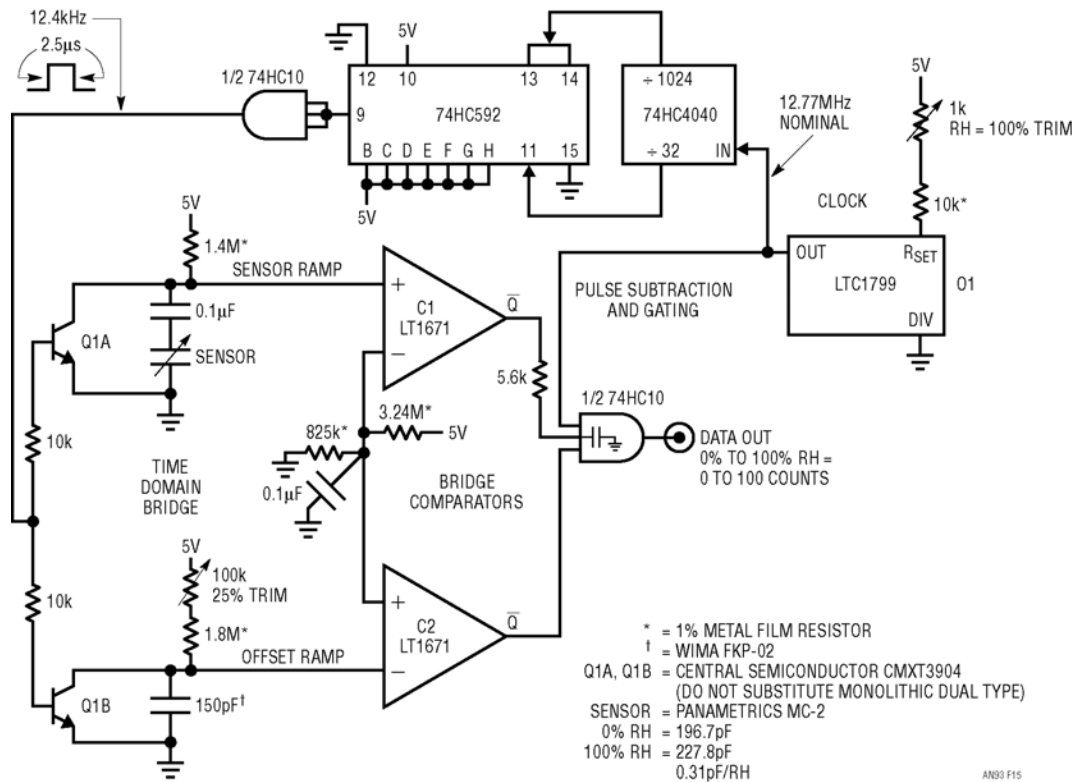 12.4kHz
2.5µs
1/2 74HC10
5V
12
10
13
14
9
74HC592
B
C
D
E
F
G
H
11
15
5V
÷ 1024
74HC4040
÷ 32
IN
12.77MHz
NOMINAL
5V
1k
RH = 100% TRIM
10k*
CLOCK
OUT
RSET
LTC1799
O1
DIV
5V
1.4M*
SENSOR RAMP
0.1µF
SENSOR
Q1A
10k
+
C1
LT1671
–
Q̅
PULSE SUBTRACTION
AND GATING
5.6k
1/2 74HC10
3.24M*
5V
825k*
0.1µF
TIME
DOMAIN
BRIDGE
BRIDGE
COMPARATORS
DATA OUT
0% TO 100% RH =
0 TO 100 COUNTS
5V
100k
25% TRIM
10k
1.8M*
OFFSET RAMP
+
C2
LT1671
–
Q̅
Q1B
150pF†
* = 1% METAL FILM RESISTOR
† = WIMA FKP-02
Q1A, Q1B = CENTRAL SEMICONDUCTOR CMXT3904
(DO NOT SUBSTITUTE MONOLITHIC DUAL TYPE)
SENSOR = PANAMETRICS MC-2
0% RH = 196.7pF
100% RH = 227.8pF
0.31pF/RH
AN93 F15